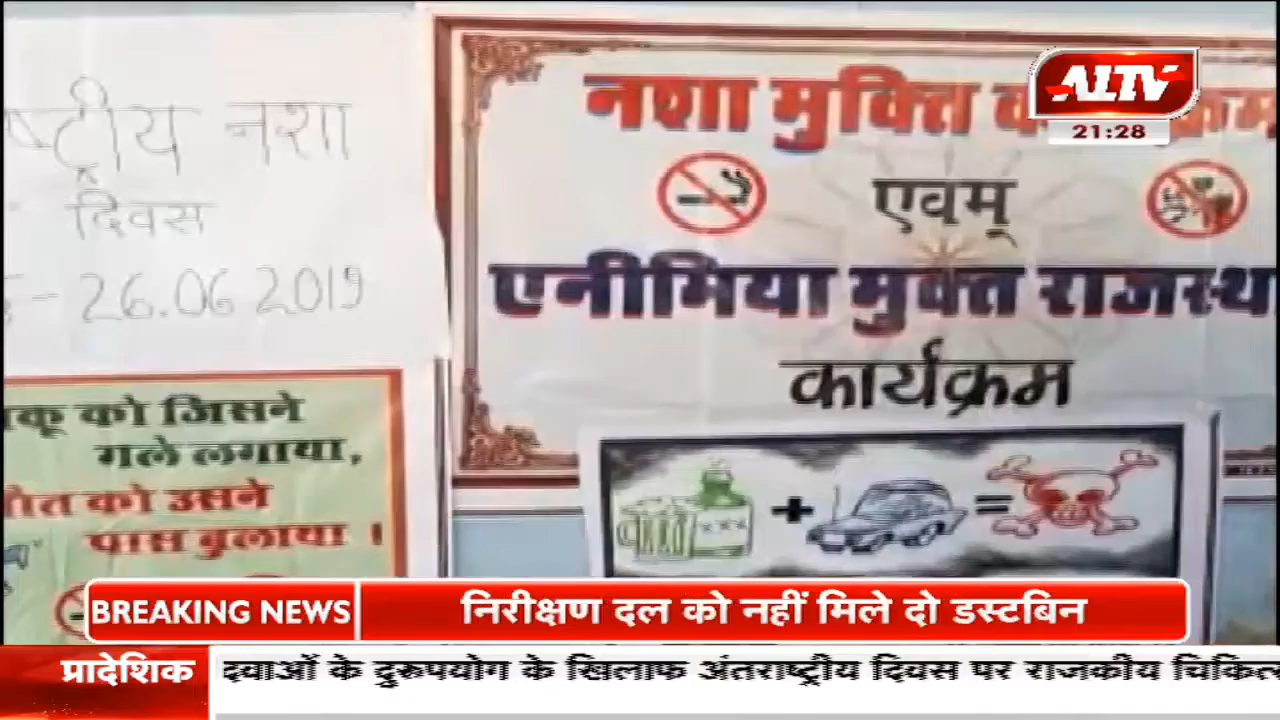 ष्ट्रीय नशा
दिवस
- 26.06 2019
नशा मुक्ति
एवम्
एनीमिया मुक्त
कार्यक्रम
को जिसने
गले लगाया,
को उसने
पास बुलाया ।
xxx
+ =
ALTV
21:28
BREAKING NEWS
निरीक्षण दल को नहीं मिले दो डस्टबिन
प्रादेशिक
दवाओं के दुरुपयोग के खिलाफ अंतराष्ट्रीय दिवस पर राजकीय